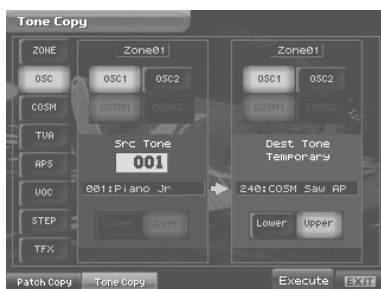 Tone Copy
ZONE
OSC
COSM
TVA
APS
VOC
STEP
TFX
Zone01
OSC1 OSC2
COSM1 COSM2
Src Tone
001
001:Piano Jr
Lower Upper
Zone01
OSC1 OSC2
COSM1 COSM2
Dest Tone
Temporary
240:COSM Saw AP
Lower Upper
Patch Copy Tone Copy Execute EXIT